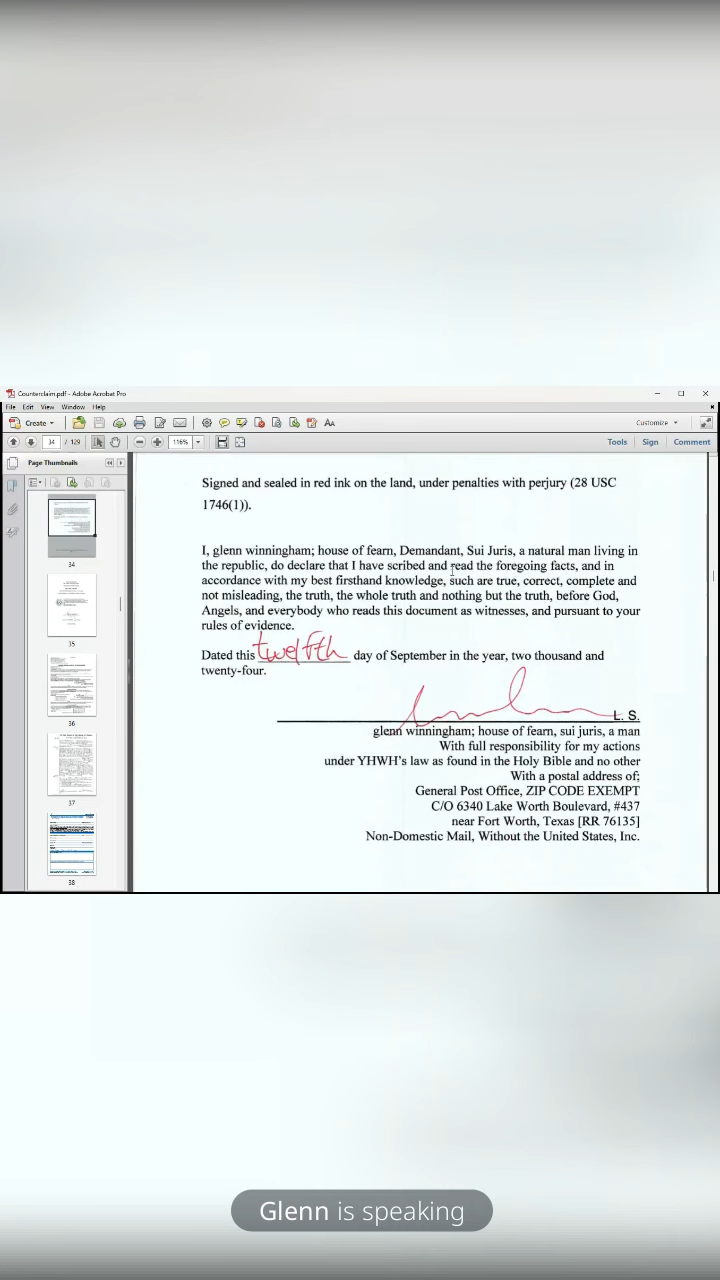 Counterclaim.pdf - Adobe Acrobat Pro
File Edit View Window Help
Create Customize
34 / 129 116% Tools Sign Comment
Page Thumbnails
34
35
36
37
38
Signed and sealed in red ink on the land, under penalties with perjury (28 USC
1746(1)).
I, glenn winningham; house of fearn, Demandant, Sui Juris, a natural man living in
the republic, do declare that I have scribed and read the foregoing facts, and in
accordance with my best firsthand knowledge, such are true, correct, complete and
not misleading, the truth, the whole truth and nothing but the truth, before God,
Angels, and everybody who reads this document as witnesses, and pursuant to your
rules of evidence.
Dated this twelfth day of September in the year, two thousand and
twenty-four.
L. S.
glenn winningham; house of fearn, sui juris, a man
With full responsibility for my actions
under YHWH's law as found in the Holy Bible and no other
With a postal address of;
General Post Office, ZIP CODE EXEMPT
C/O 6340 Lake Worth Boulevard, #437
near Fort Worth, Texas [RR 76135]
Non-Domestic Mail, Without the United States, Inc.
Glenn is speaking